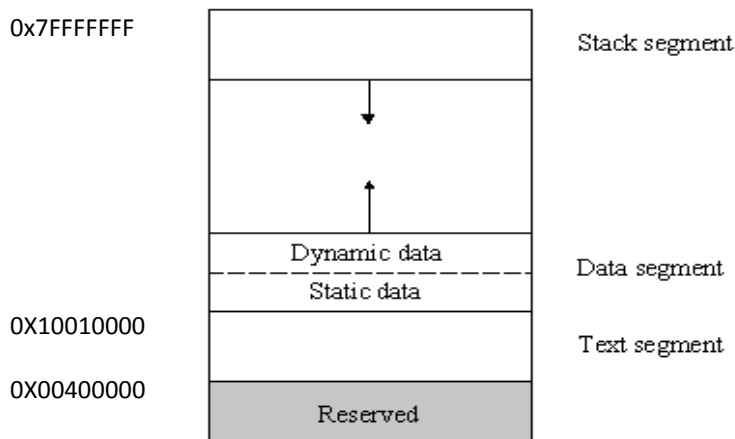 0x7FFFFFFF
Stack segment
Dynamic data
Data segment
Static data
0X10010000
Text segment
0X00400000
Reserved